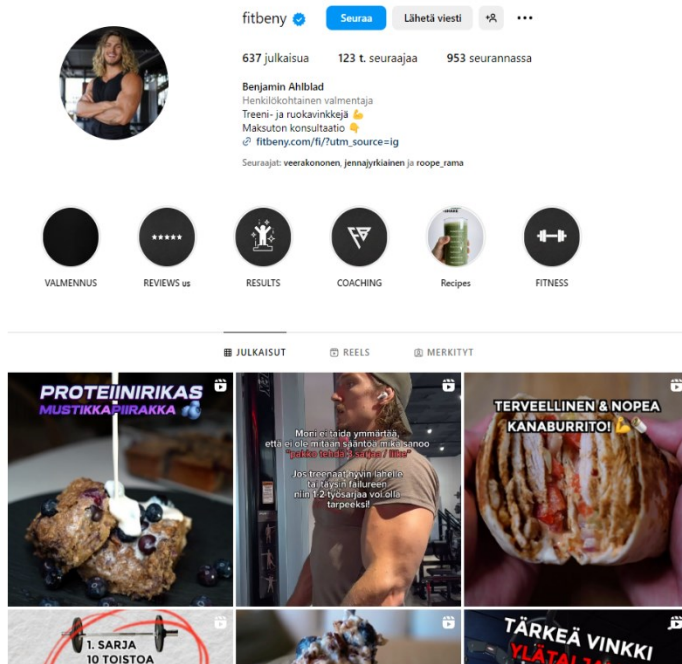 fitbeny
Seuraa
Lähetä viesti
637 julkaisua
123 t. seuraajaa
953 seurannassa
Benjamin Ahlblad
Henkilökohtainen valmentaja
Treeni- ja ruokavinkkejä
Maksuton konsultaatio
fitbeny.com/fi/?utm_source=ig
Seuraajat: veerakononen, jennajyrkiainen ja roope_rama
VALMENNUS
REVIEWS us
RESULTS
COACHING
Recipes
FITNESS
JULKAISUT
REELS
MERKITYT
PROTEIINIRIKAS
MUSTIKKAPIIRAKKA
Moni ei taida ymmärtää,
että ei ole mitään sääntöä mikä sanoo
"pakko tehdä 3 sarjaa / liike"
Jos treenaat hyvin lähelle
tai täysin failureen
niin 1-2 työsarjaa voi olla
tarpeeksi!
TERVEELLINEN & NOPEA
KANABURRITO!
1. SARJA
10 TOISTOA
TÄRKEÄ VINKKI